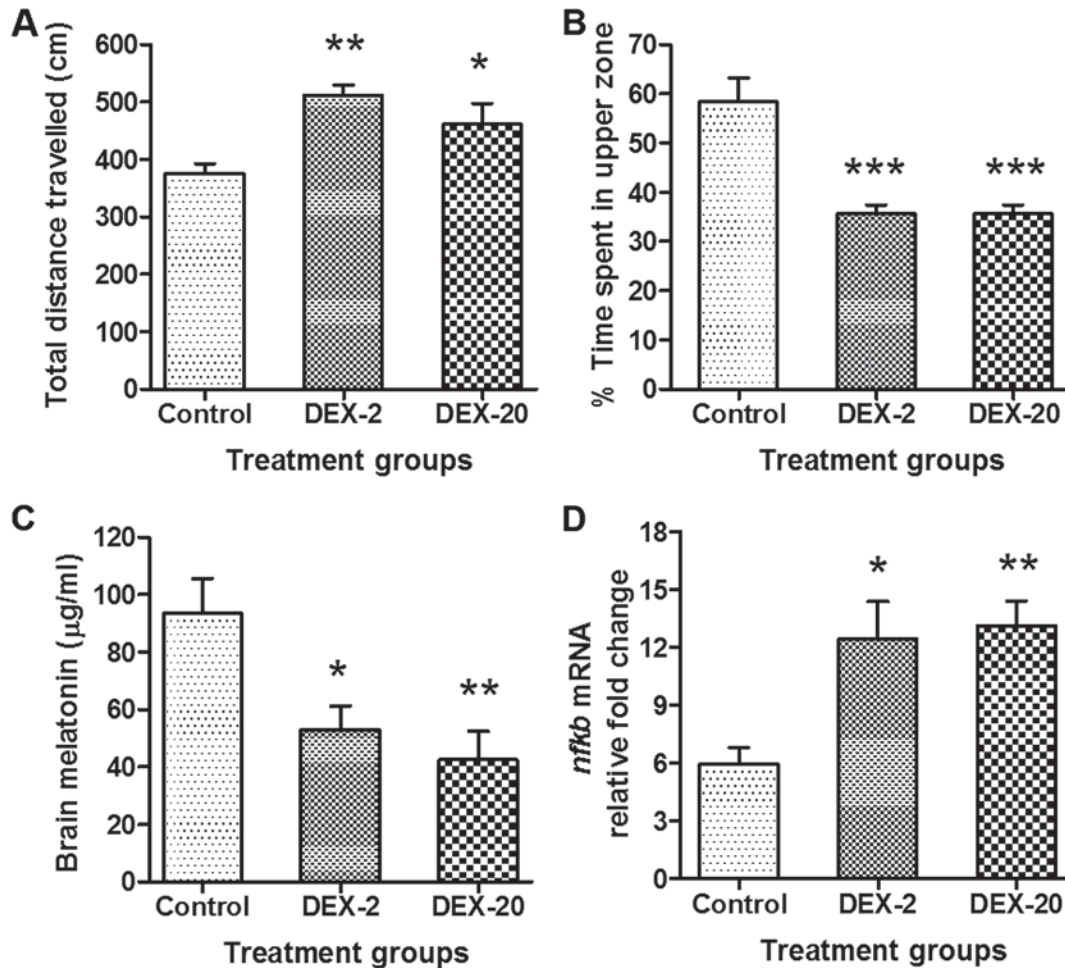 A
Total distance travelled (cm)
600
500
400
300
200
100
0
**
*
Control DEX-2 DEX-20
Treatment groups
B
% Time spent in upper zone
70
60
50
40
30
20
10
0
***
***
Control DEX-2 DEX-20
Treatment groups
C
Brain melatonin (µg/ml)
120
100
80
60
40
20
0
*
**
Control DEX-2 DEX-20
Treatment groups
D
nfkb mRNA
relative fold change
18
15
12
9
6
3
0
*
**
Control DEX-2 DEX-20
Treatment groups